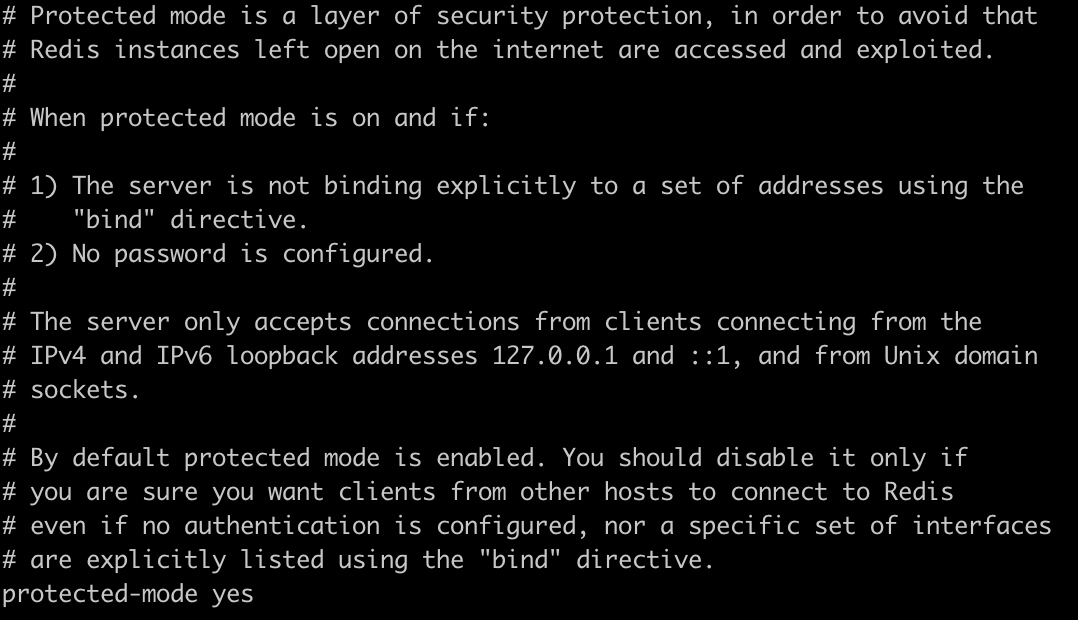 # Protected mode is a layer of security protection, in order to avoid that
# Redis instances left open on the internet are accessed and exploited.
#
# When protected mode is on and if:
#
# 1) The server is not binding explicitly to a set of addresses using the
#    "bind" directive.
# 2) No password is configured.
#
# The server only accepts connections from clients connecting from the
# IPv4 and IPv6 loopback addresses 127.0.0.1 and ::1, and from Unix domain
# sockets.
#
# By default protected mode is enabled. You should disable it only if
# you are sure you want clients from other hosts to connect to Redis
# even if no authentication is configured, nor a specific set of interfaces
# are explicitly listed using the "bind" directive.
protected-mode yes